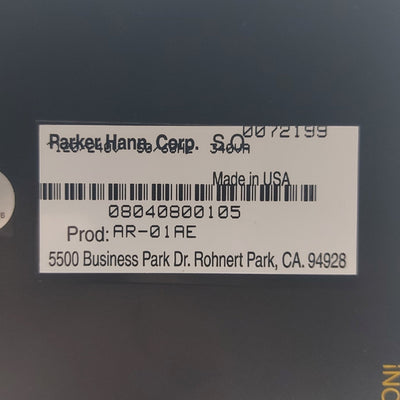 Parker Hann. Corp. S.O. 0072199
120-240V 50/60HZ 340VA
Made in USA
08040800105
Prod: AR-01AE
5500 Business Park Dr. Rohnert Park, CA. 94928